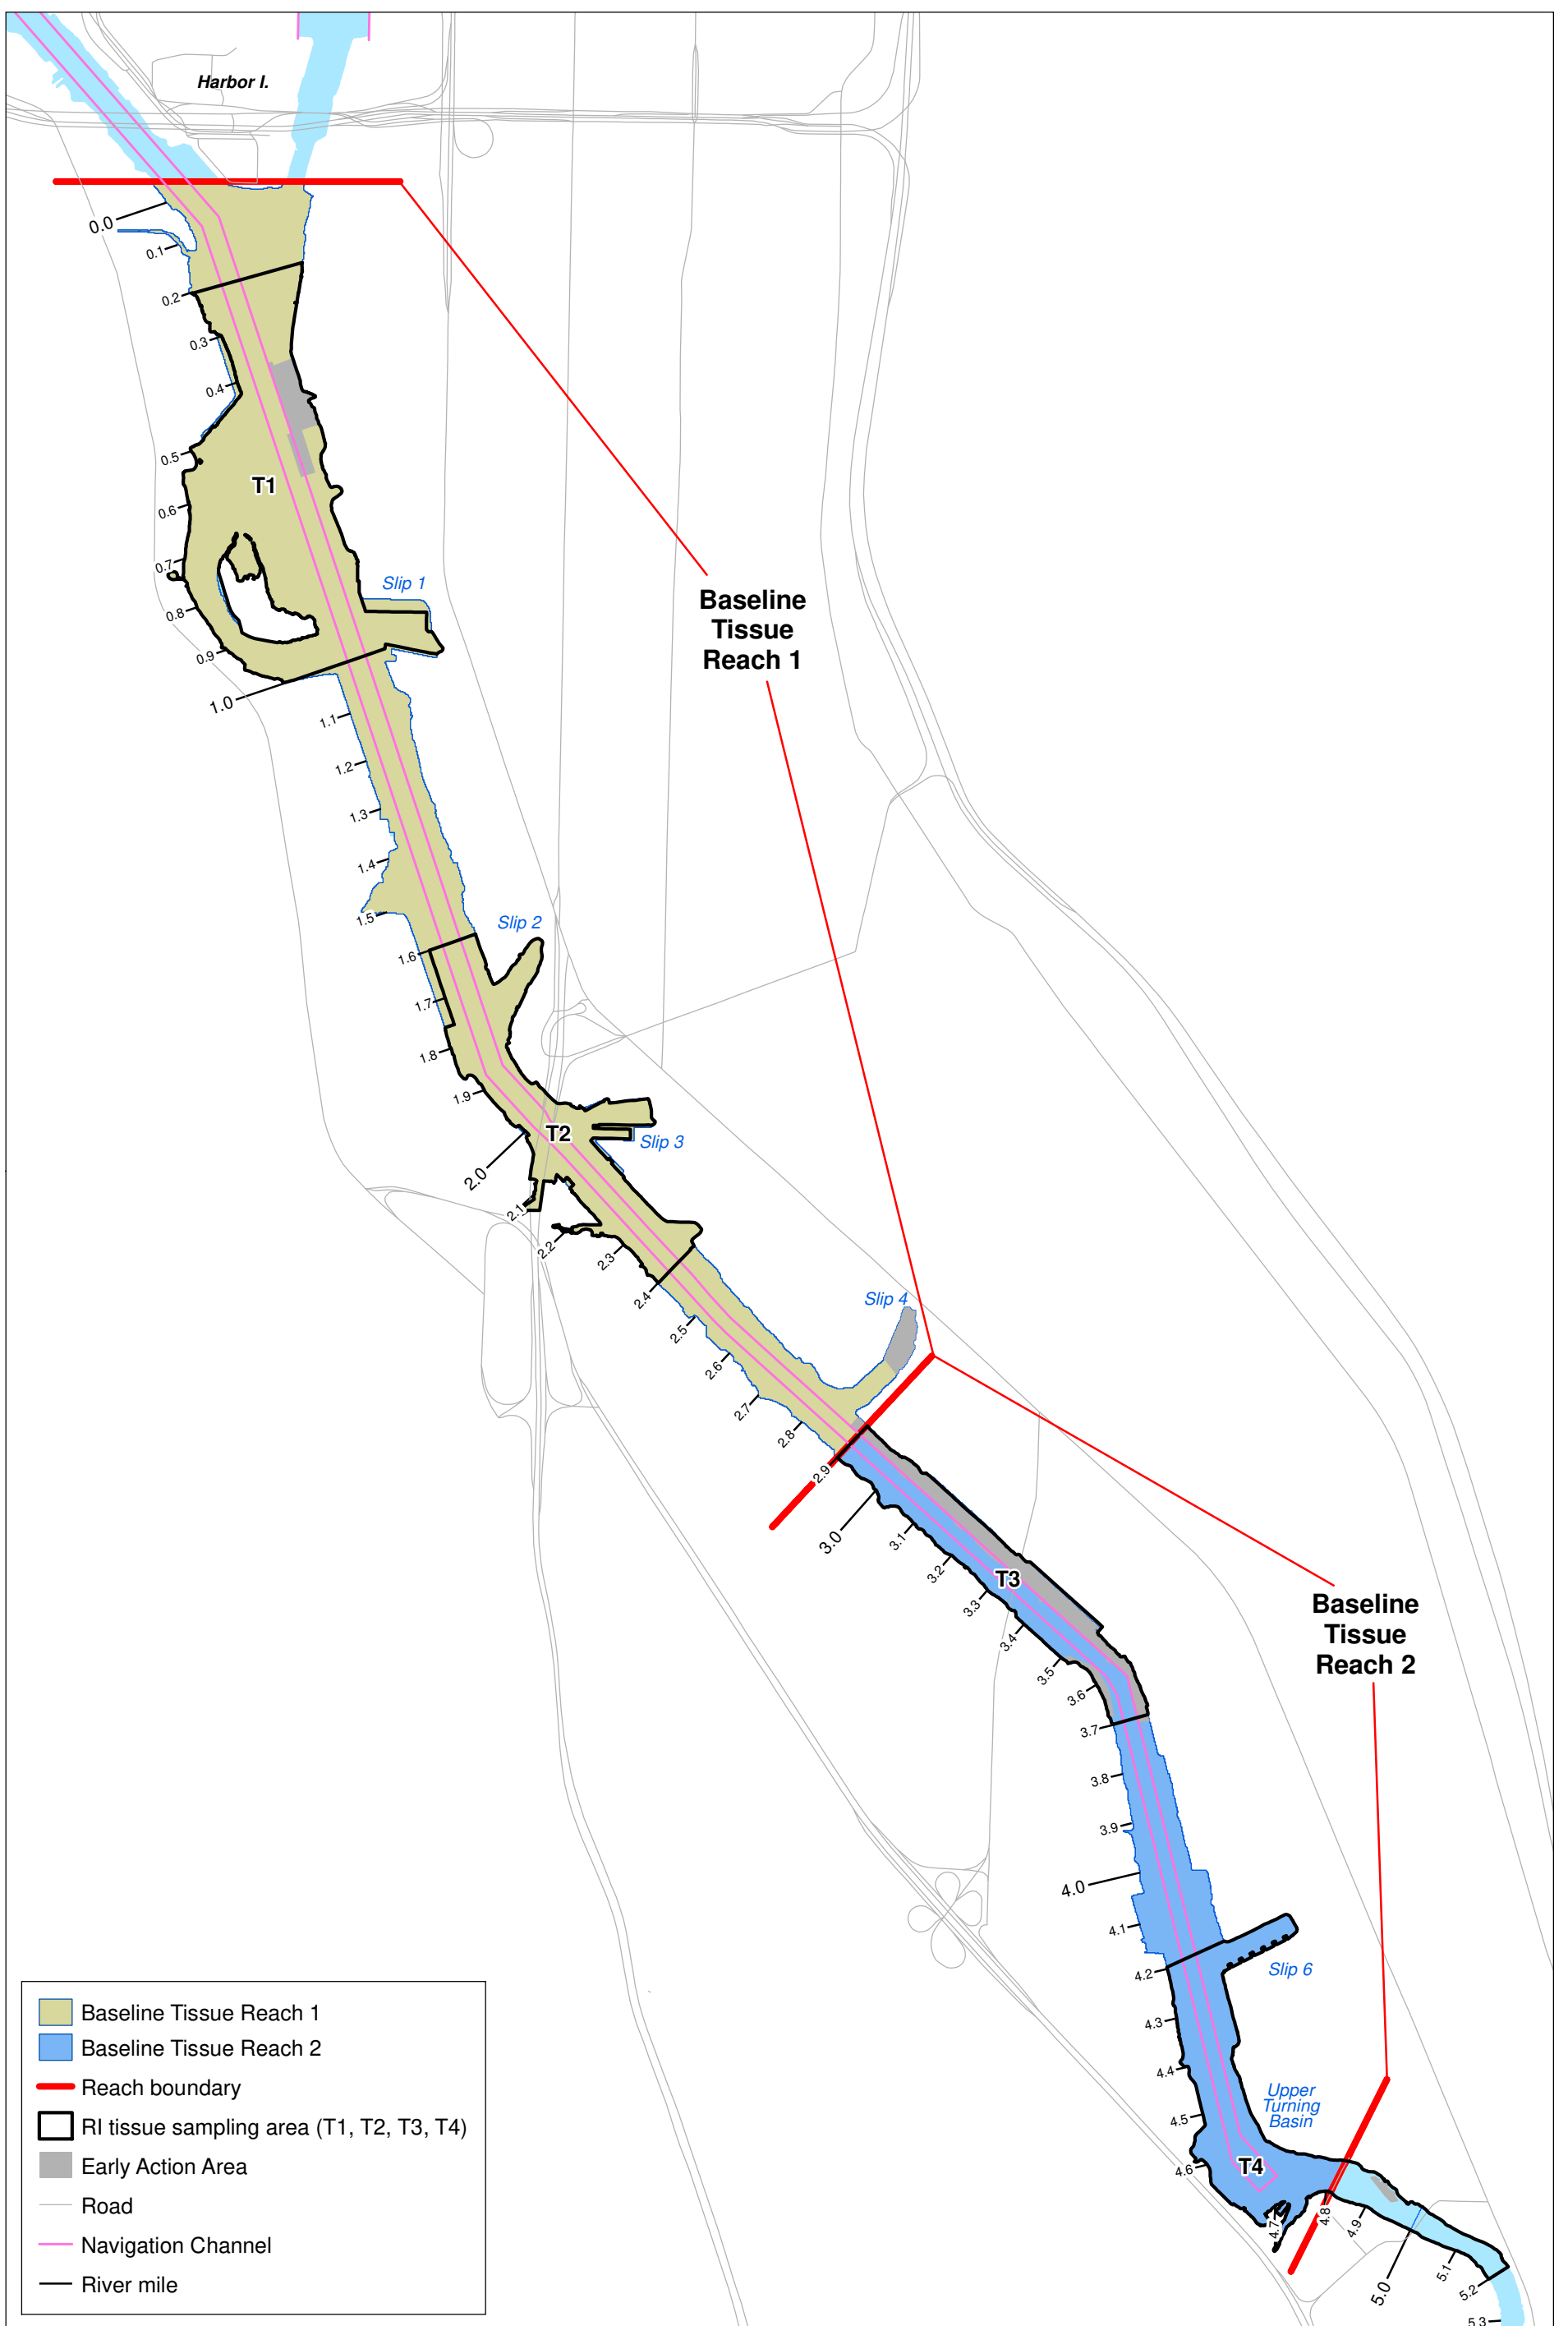 Harbor I.
0.0
0.1
0.2
0.3
0.4
0.5
T1
0.6
0.7
Slip 1
0.8
Baseline
Tissue
Reach 1
0.9
1.0
1.1
1.2
1.3
1.4
1.5
Slip 2
1.6
1.7
1.8
1.9
T2
Slip 3
2.0
2.1
2.2
2.3
2.4
Slip 4
2.5
2.6
2.7
2.8
2.9
3.0
3.1
3.2
T3
3.3
3.4
Baseline
Tissue
Reach 2
3.5
3.6
3.7
3.8
3.9
4.0
4.1
4.2
Slip 6
4.3
4.4
Upper
Turning
Basin
4.5
4.6
T4
4.7
4.8
4.9
5.0
5.1
5.2
5.3
Baseline Tissue Reach 1
Baseline Tissue Reach 2
Reach boundary
RI tissue sampling area (T1, T2, T3, T4)
Early Action Area
Road
Navigation Channel
River mile